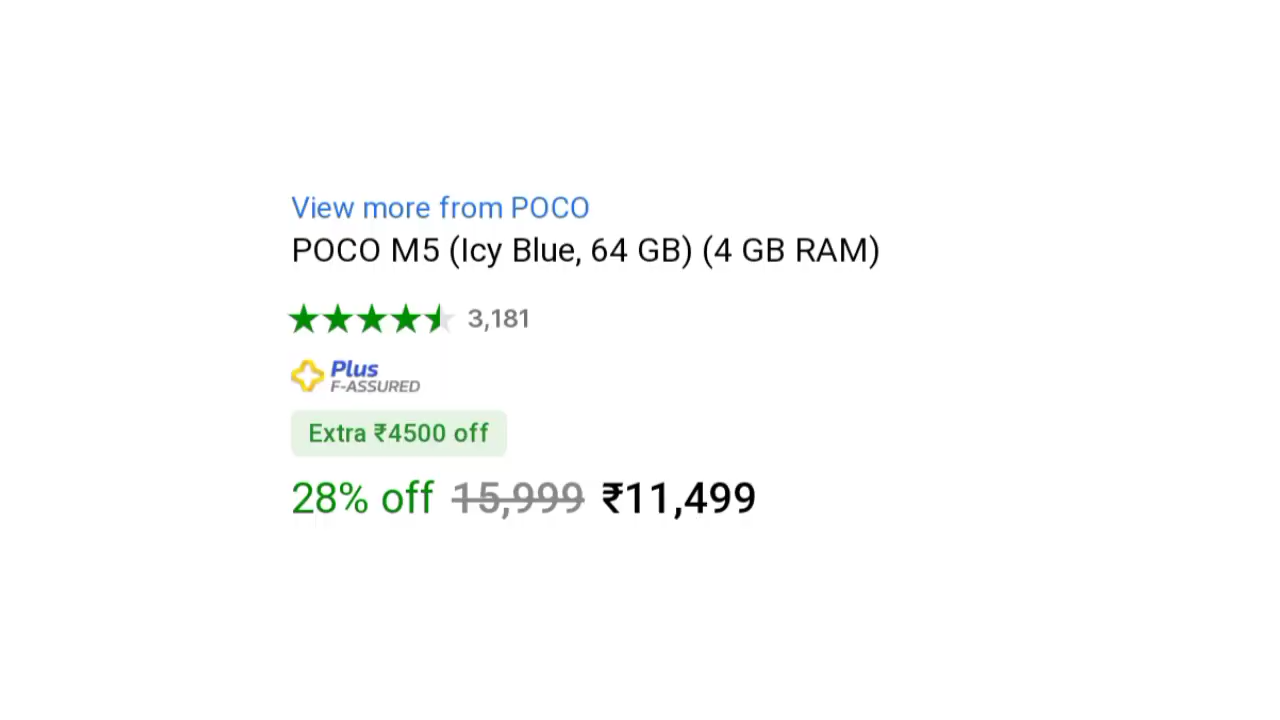 View more from POCO
POCO M5 (Icy Blue, 64 GB) (4 GB RAM)
3,181
Plus
F-ASSURED
Extra ₹4500 off
28% off 15,999 ₹11,499